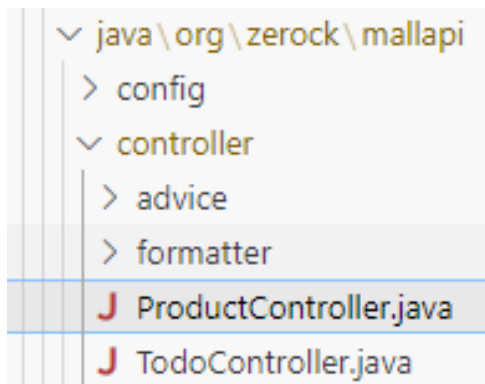 java\org\zerock\mallapi
config
controller
advice
formatter
J ProductController.java
J TodoController.java